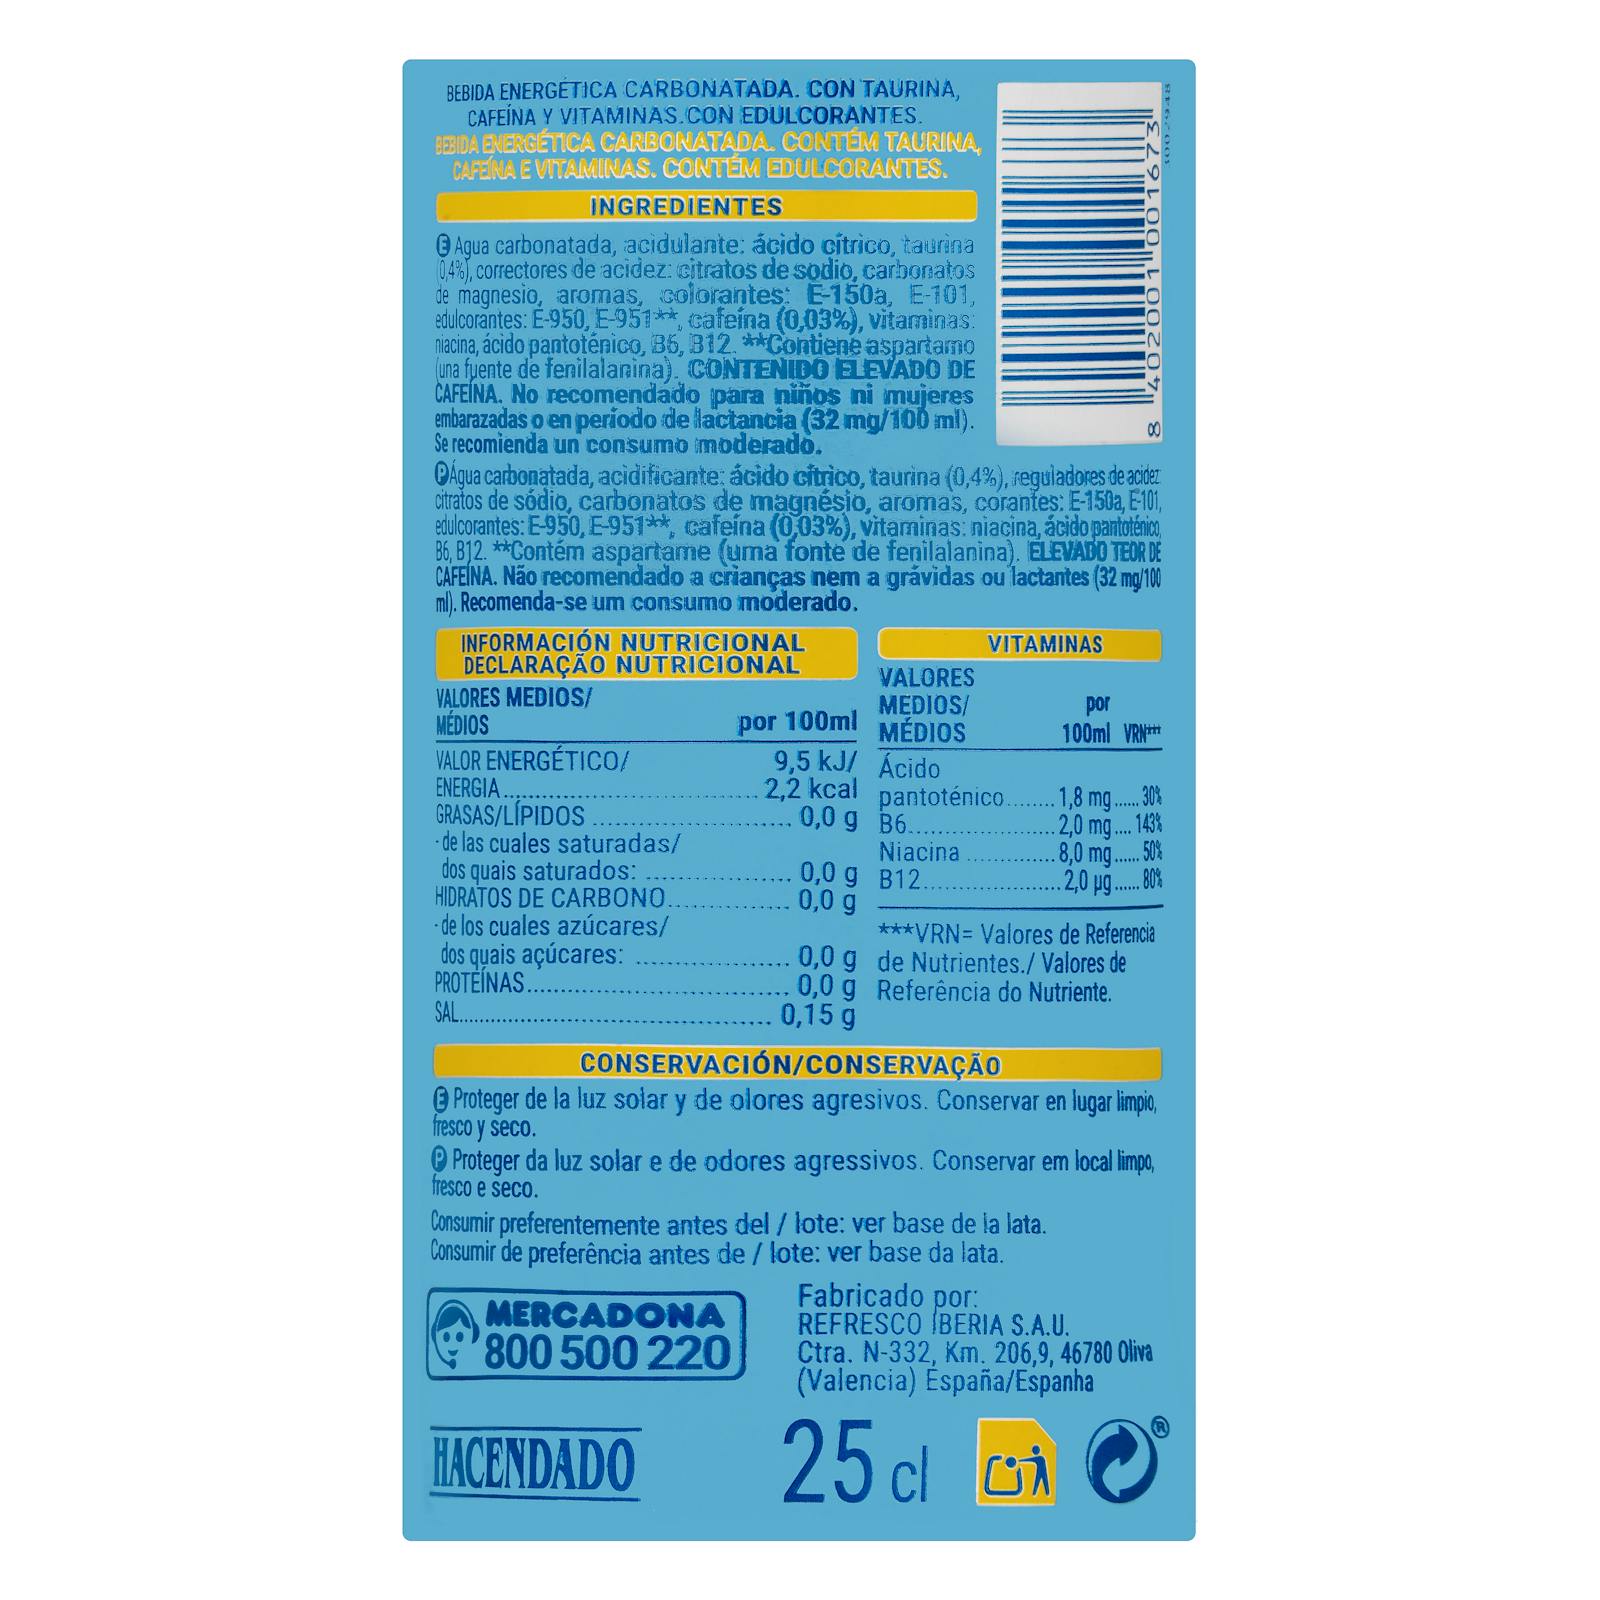 BEBIDA ENERGÉTICA CARBONATADA. CON TAURINA,
CAFEÍNA Y VITAMINAS.CON EDULCORANTES.
BEBIDA ENERGÉTICA CARBONATADA. CONTÉM TAURINA,
CAFEÍNA E VITAMINAS. CONTÉM EDULCORANTES.
INGREDIENTES
E Agua carbonatada, acidulante: ácido cítrico, taurina
(0,4%), correctores de acidez: citratos de sodio, carbonatos
de magnesio, aromas, colorantes: E-150a, E-101,
edulcorantes: E-950, E-951**, cafeína (0,03%), vitaminas:
niacina, ácido pantoténico, B6, B12. **Contiene aspartamo
(una fuente de fenilalanina). CONTENIDO ELEVADO DE
CAFEÍNA. No recomendado para niños ni mujeres
embarazadas o en período de lactancia (32 mg/100 ml).
Se recomienda un consumo moderado.
8 402001 001673
3002948
P Água carbonatada, acidificante: ácido cítrico, taurina (0,4%), reguladores de acidez:
citratos de sódio, carbonatos de magnésio, aromas, corantes: E-150a, E-101,
edulcorantes: E-950, E-951**, cafeína (0,03%), vitaminas: niacina, ácido pantoténico,
B6, B12. **Contém aspartame (uma fonte de fenilalanina). ELEVADO TEOR DE
CAFEÍNA. Não recomendado a crianças nem a grávidas ou lactantes (32 mg/100
ml). Recomenda-se um consumo moderado.
INFORMACIÓN NUTRICIONAL
DECLARAÇÃO NUTRICIONAL
VALORES MEDIOS/
MÉDIOS por 100ml
VALOR ENERGÉTICO/ 9,5 kJ/
ENERGIA 2,2 kcal
GRASAS/LÍPIDOS 0,0 g
- de las cuales saturadas/
dos quais saturados: 0,0 g
HIDRATOS DE CARBONO 0,0 g
- de los cuales azúcares/
dos quais açúcares: 0,0 g
PROTEÍNAS 0,0 g
SAL 0,15 g
VITAMINAS
VALORES
MEDIOS/ por
MÉDIOS 100ml VRN***
Ácido
pantoténico 1,8 mg 30%
B6 2,0 mg 143%
Niacina 8,0 mg 50%
B12 2,0 µg 80%
***VRN= Valores de Referencia
de Nutrientes./ Valores de
Referência do Nutriente.
CONSERVACIÓN/CONSERVAÇÃO
E Proteger de la luz solar y de olores agresivos. Conservar en lugar limpio,
fresco y seco.
P Proteger da luz solar e de odores agressivos. Conservar em local limpo,
fresco e seco.
Consumir preferentemente antes del / lote: ver base de la lata.
Consumir de preferência antes de / lote: ver base da lata.
MERCADONA
800 500 220
Fabricado por:
REFRESCO IBERIA S.A.U.
Ctra. N-332, Km. 206,9, 46780 Oliva
(Valencia) España/Espanha
HACENDADO
25 cl
®